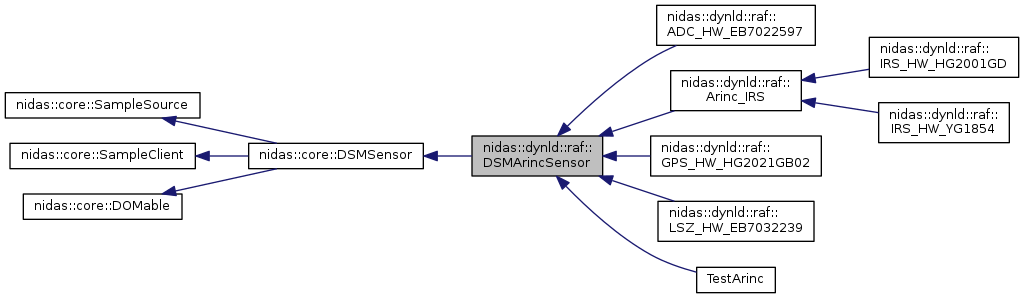 nidas::core::SampleSource
nidas::core::SampleClient
nidas::core::DOMable
nidas::core::DSMSensor
nidas::dynld::raf::
DSMArincSensor
nidas::dynld::raf::
ADC_HW_EB7022597
nidas::dynld::raf::
Arinc_IRS
nidas::dynld::raf::
GPS_HW_HG2021GB02
nidas::dynld::raf::
LSZ_HW_EB7032239
TestArinc
nidas::dynld::raf::
IRS_HW_HG2001GD
nidas::dynld::raf::
IRS_HW_YG1854